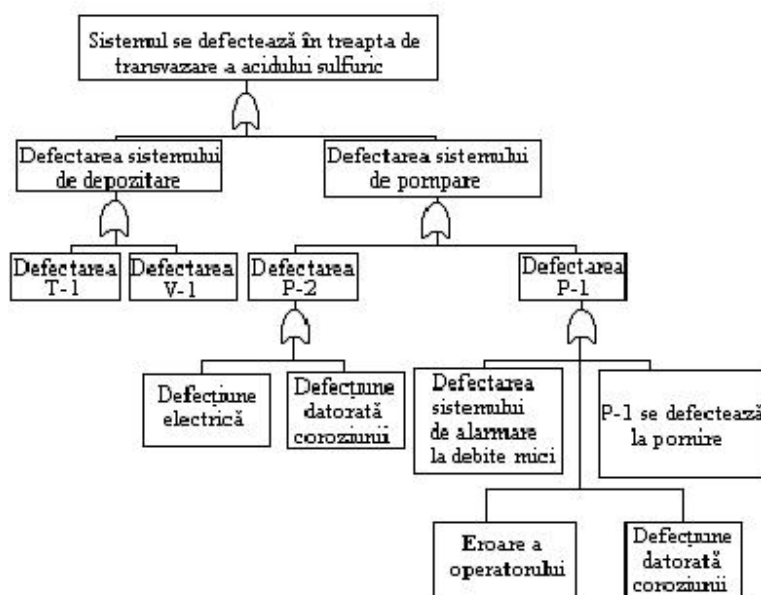 Sistemul se defectează în treapta de
transvazare a acidului sulfuric
Defectarea sistemului
de depozitare
Defectarea sistemului
de pompare
Defectarea
T-1
Defectarea
V-1
Defectarea
P-2
Defectarea
P-1
Defecțiune
electrică
Defecțiune
datorată
coroziunii
Defectarea
sistemului
de alarmare
la debite mici
P-1 se defectează
la pornire
Eroare a
operatorului
Defecțiune
datorată
coroziunii